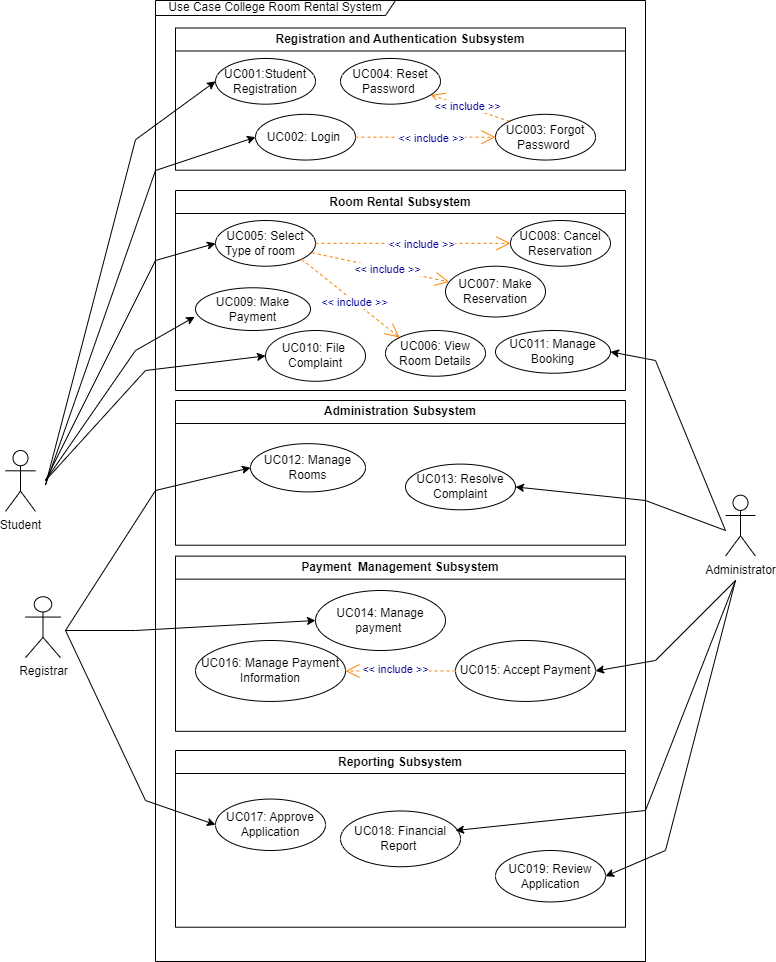 Use Case College Room Rental System
Registration and Authentication Subsystem
UC001:Student
Registration
UC004: Reset
Password
<< include >>
UC002: Login
<< include >>
UC003: Forgot
Password
Room Rental Subsystem
UC005: Select
Type of room
<< include >>
UC008: Cancel
Reservation
<< include >>
UC007: Make
Reservation
UC009: Make
Payment
<< include >>
UC010: File
Complaint
UC006: View
Room Details
UC011: Manage
Booking
Administration Subsystem
UC012: Manage
Rooms
UC013: Resolve
Complaint
Student
Payment Management Subsystem
Administrator
UC014: Manage
payment
UC016: Manage Payment
Information
<< include >>
UC015: Accept Payment
Registrar
Reporting Subsystem
UC017: Approve
Application
UC018: Financial
Report
UC019: Review
Application